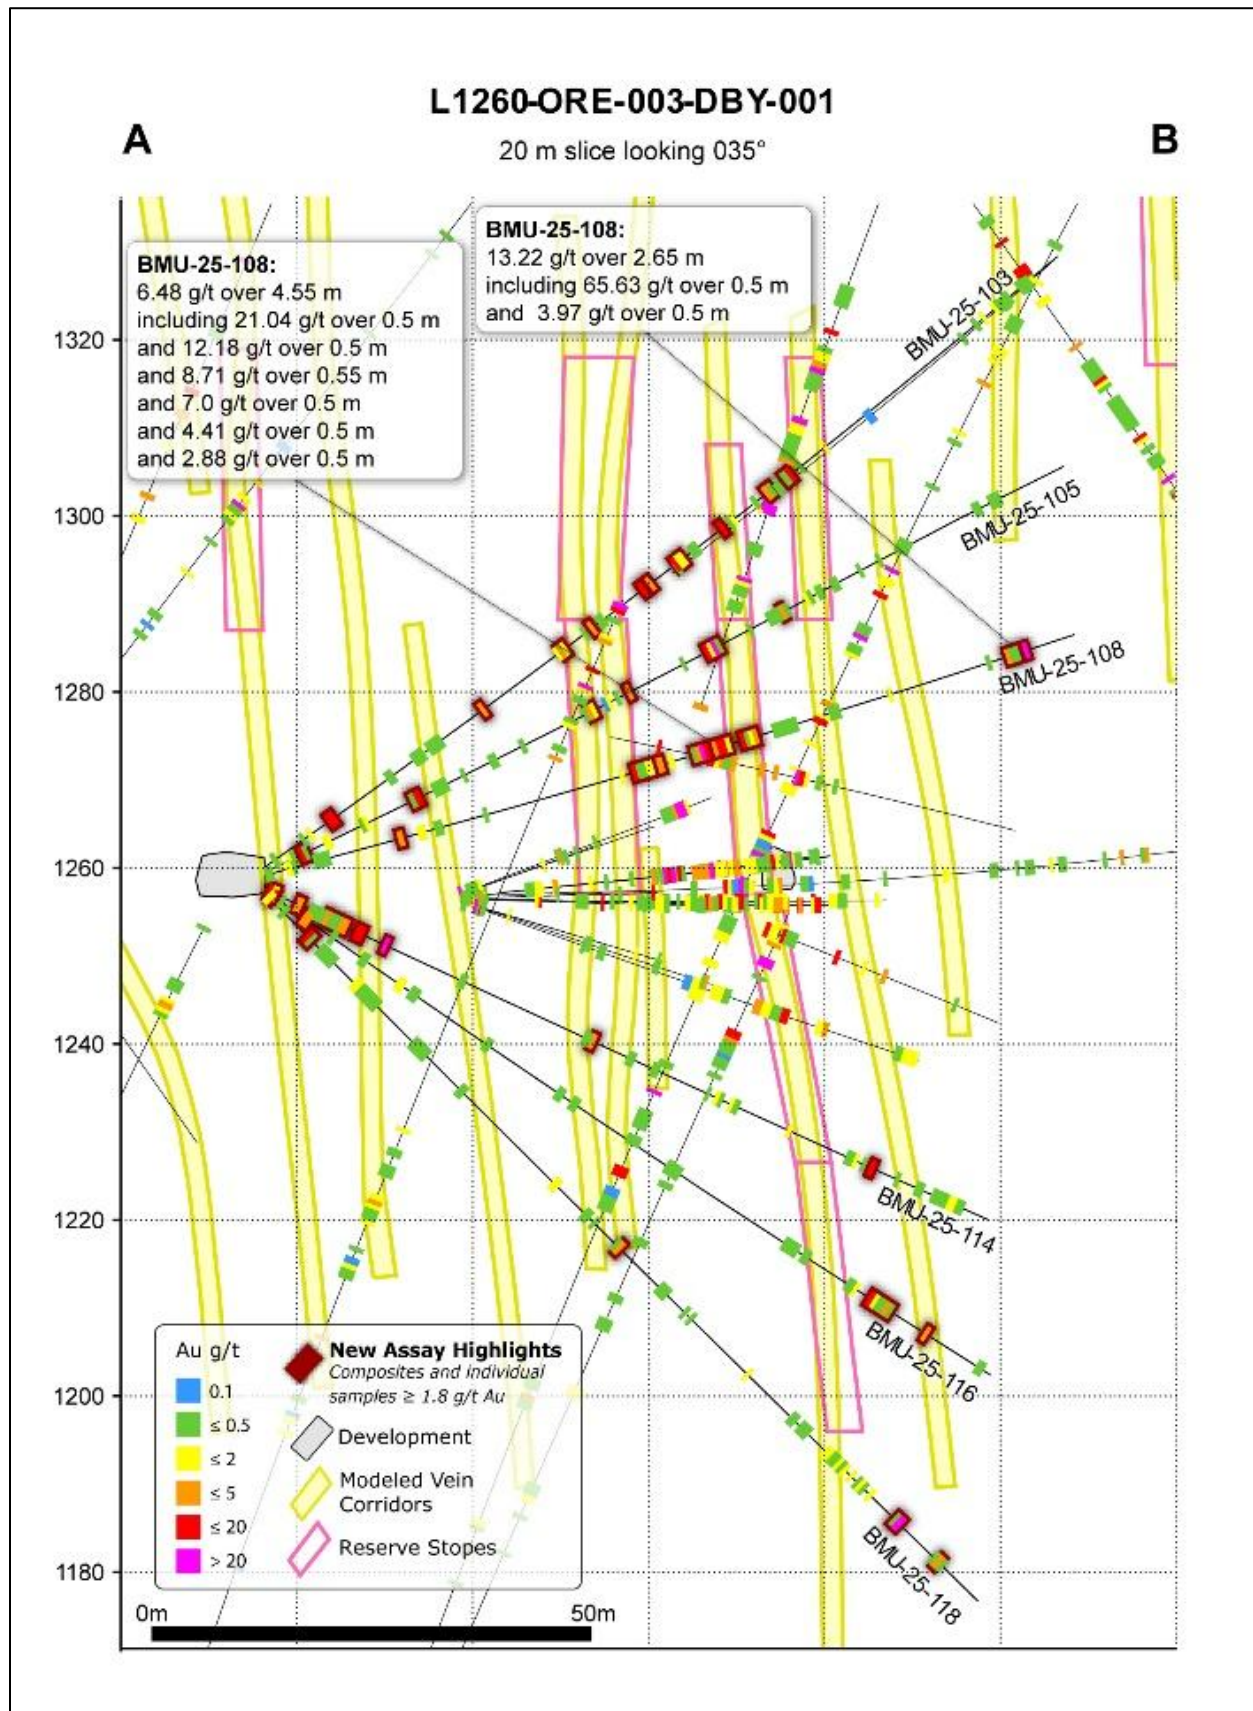 L1260-ORE-003-DBY-001
A
B
20 m slice looking 035°
BMU-25-108:
6.48 g/t over 4.55 m
including 21.04 g/t over 0.5 m
and 12.18 g/t over 0.5 m
and 8.71 g/t over 0.55 m
and 7.0 g/t over 0.5 m
and 4.41 g/t over 0.5 m
and 2.88 g/t over 0.5 m
BMU-25-108:
13.22 g/t over 2.65 m
including 65.63 g/t over 0.5 m
and 3.97 g/t over 0.5 m
1320
1300
1280
1260
1240
1220
1200
1180
BMU-25-103
BMU-25-105
BMU-25-108
BMU-25-114
BMU-25-116
BMU-25-118
Au g/t
0.1
≤ 0.5
≤ 2
≤ 5
≤ 20
> 20
New Assay Highlights
Composites and individual
samples ≥ 1.8 g/t Au
Development
Modeled Vein
Corridors
Reserve Stopes
0m
50m